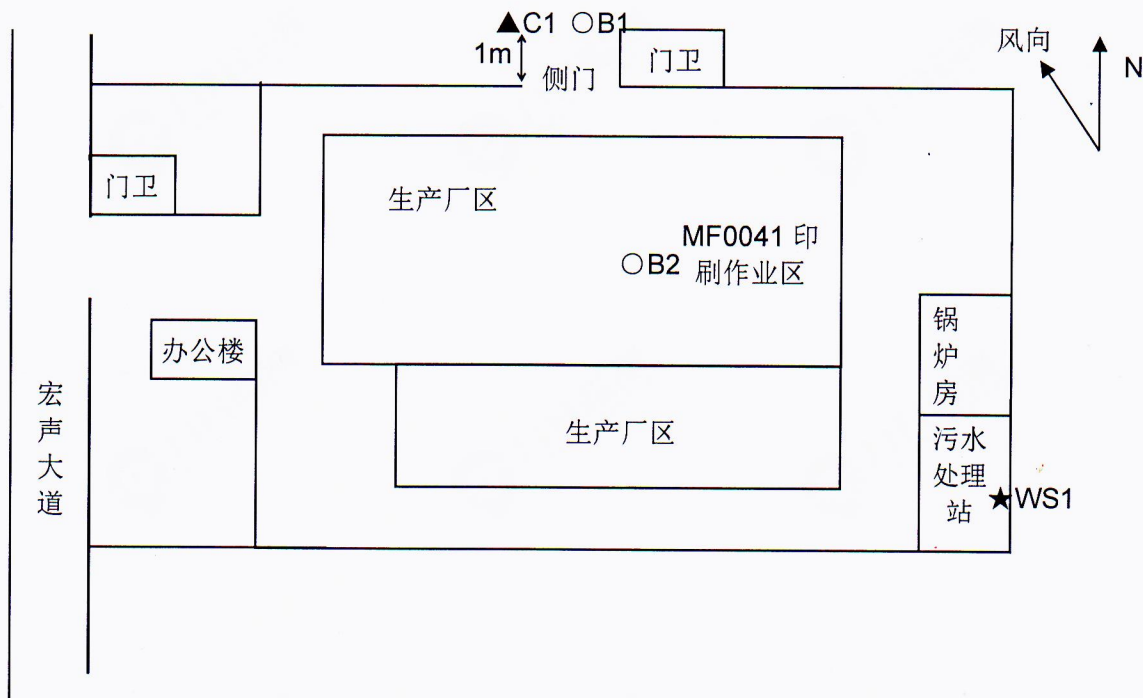 ▲C1 ○B1
1m
侧门
门卫
风向
N
门卫
生产厂区
MF0041 印
刷作业区
○B2
办公楼
锅
炉
房
宏
声
大
道
生产厂区
污水
处理
站
★WS1